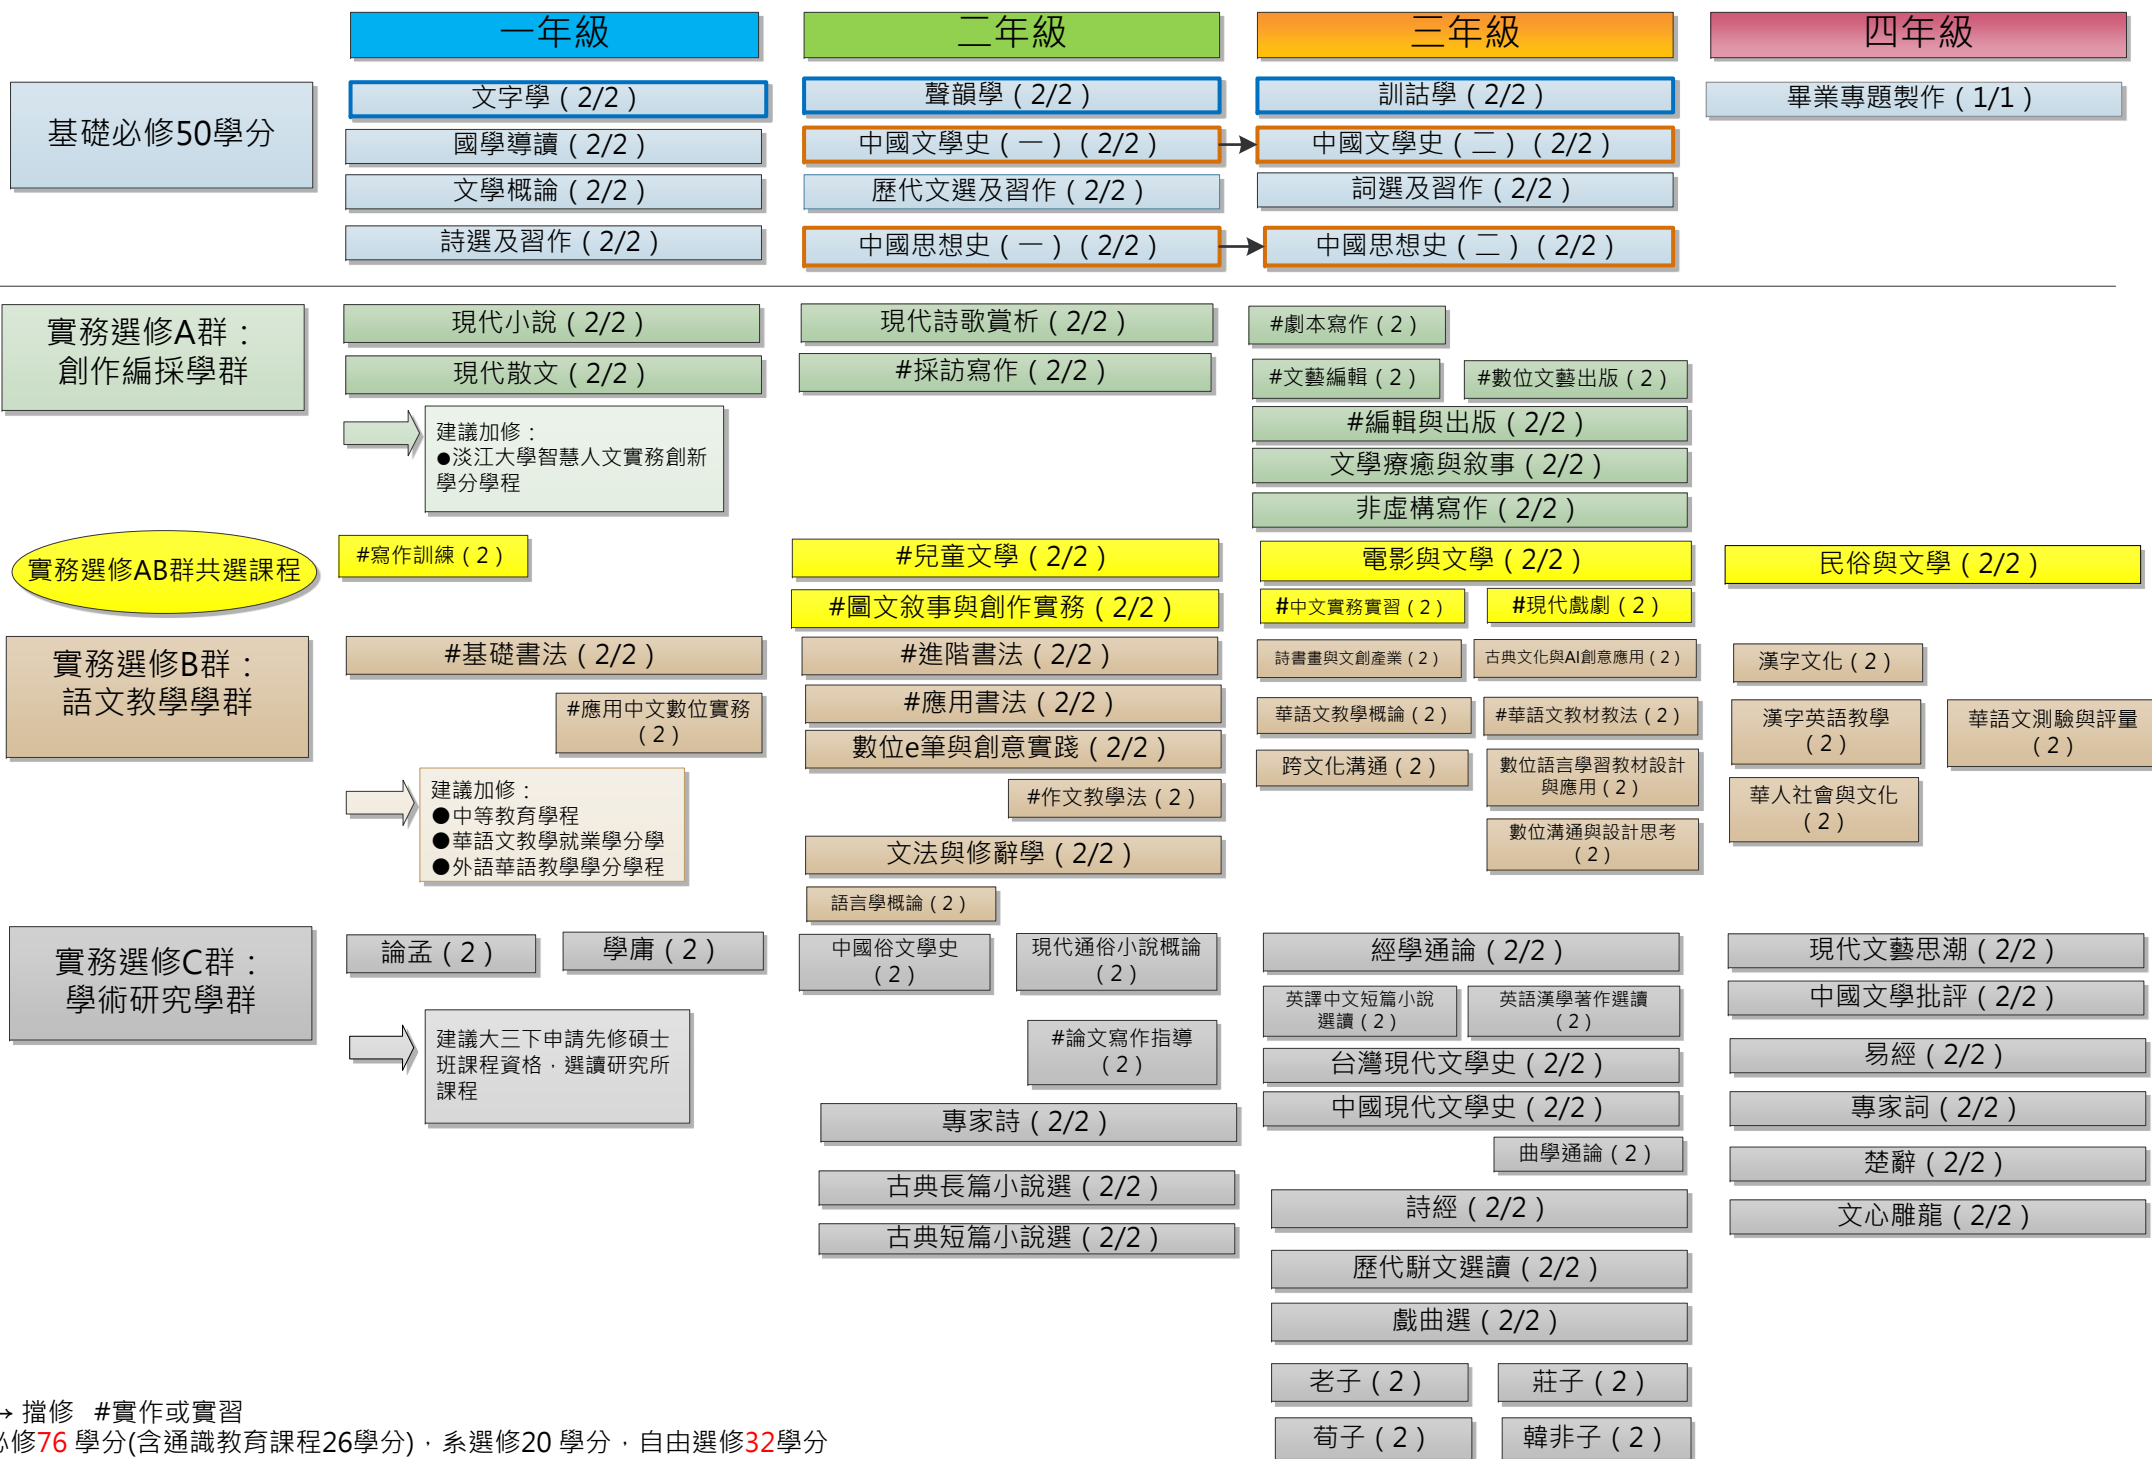 一年級
二年級
三年級
四年級
基礎必修50學分
文字學（2/2）
聲韻學（2/2）
訓詁學（2/2）
畢業專題製作（1/1）
國學導讀（2/2）
中國文學史（一）（2/2）
中國文學史（二）（2/2）
文學概論（2/2）
歷代文選及習作（2/2）
詞選及習作（2/2）
詩選及習作（2/2）
中國思想史（一）（2/2）
中國思想史（二）（2/2）
實務選修A群：
創作編採學群
現代小說（2/2）
現代詩歌賞析（2/2）
#劇本寫作（2）
現代散文（2/2）
#採訪寫作（2/2）
#文藝編輯（2）
#數位文藝出版（2）
建議加修：
●淡江大學智慧人文實務創新
學分學程
#編輯與出版（2/2）
文學療癒與敘事（2/2）
非虛構寫作（2/2）
實務選修AB群共選課程
#寫作訓練（2）
#兒童文學（2/2）
電影與文學（2/2）
民俗與文學（2/2）
#圖文敘事與創作實務（2/2）
#中文實務實習（2）
#現代戲劇（2）
實務選修B群：
語文教學學群
#基礎書法（2/2）
#進階書法（2/2）
詩書畫與文創產業（2）
古典文化與AI創意應用（2）
漢字文化（2）
#應用中文數位實務
（2）
#應用書法（2/2）
華語文教學概論（2）
#華語文教材教法（2）
漢字英語教學
（2）
華語文測驗與評量
（2）
數位e筆與創意實踐（2/2）
跨文化溝通（2）
數位語言學習教材設計
與應用（2）
建議加修：
●中等教育學程
●華語文教學就業學分學
●外語華語教學學分學程
#作文教學法（2）
華人社會與文化
（2）
文法與修辭學（2/2）
數位溝通與設計思考
（2）
語言學概論（2）
實務選修C群：
學術研究學群
論孟（2）
學庸（2）
中國俗文學史
（2）
現代通俗小說概論
（2）
經學通論（2/2）
現代文藝思潮（2/2）
英譯中文短篇小說
選讀（2）
英語漢學著作選讀
（2）
中國文學批評（2/2）
建議大三下申請先修碩士
班課程資格，選讀研究所
課程
#論文寫作指導
（2）
台灣現代文學史（2/2）
易經（2/2）
專家詩（2/2）
中國現代文學史（2/2）
專家詞（2/2）
曲學通論（2）
楚辭（2/2）
古典長篇小說選（2/2）
詩經（2/2）
文心雕龍（2/2）
古典短篇小說選（2/2）
歷代駢文選讀（2/2）
戲曲選（2/2）
老子（2）
莊子（2）
荀子（2）
韓非子（2）
→ 擋修 #實作或實習
必修76 學分(含通識教育課程26學分)，系選修20 學分，自由選修32學分